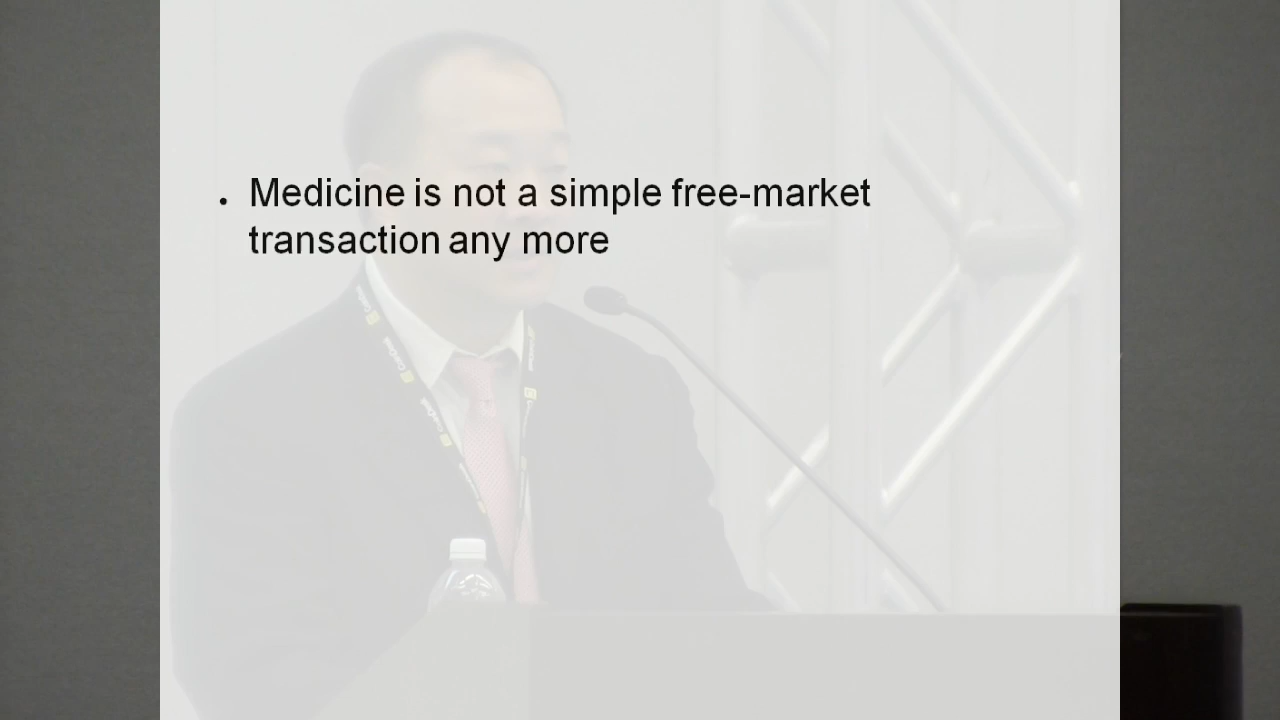 • Medicine is not a simple free-market
transaction any more